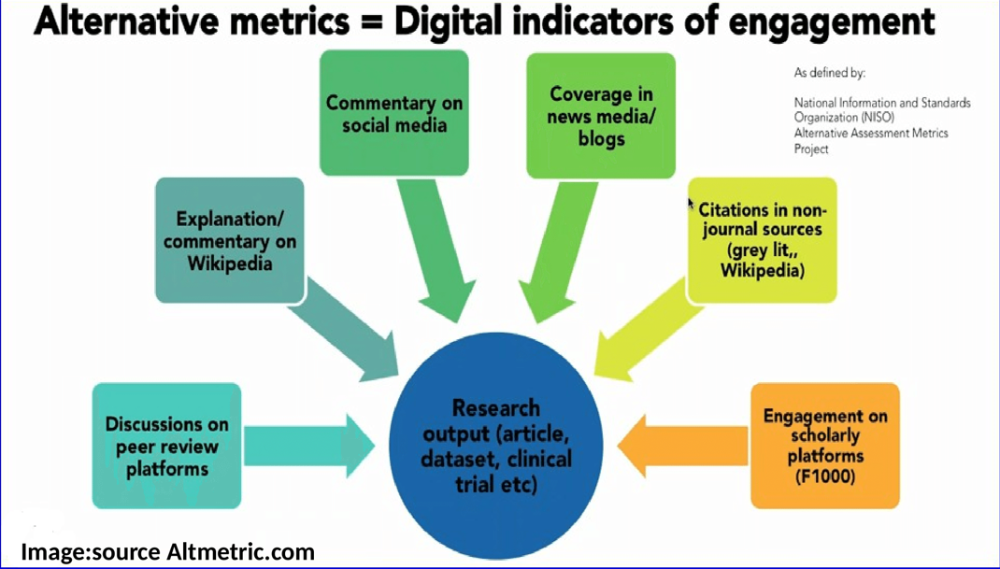 Alternative metrics = Digital indicators of engagement
As defined by:
National Information and Standards
Organization (NISO)
Alternative Assessment Metrics
Project
Commentary on
social media
Coverage in
news media/
blogs
Explanation/
commentary on
Wikipedia
Citations in non-
journal sources
(grey lit,,
Wikipedia)
Discussions on
peer review
platforms
Research
output (article,
dataset, clinical
trial etc)
Engagement on
scholarly
platforms
(F1000)
Image:source Altmetric.com